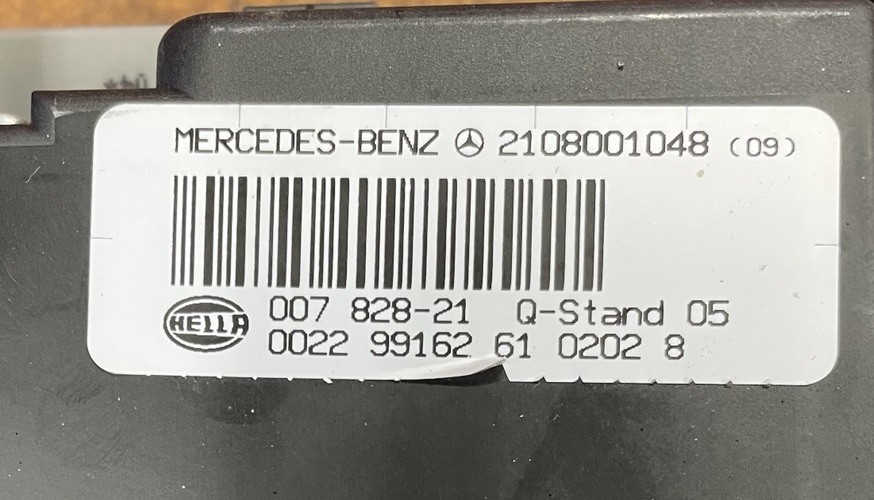 MERCEDES-BENZ 2108001048 (09)
HELLA
007 828-21 Q-Stand 05
0022 99162 61 0202 8